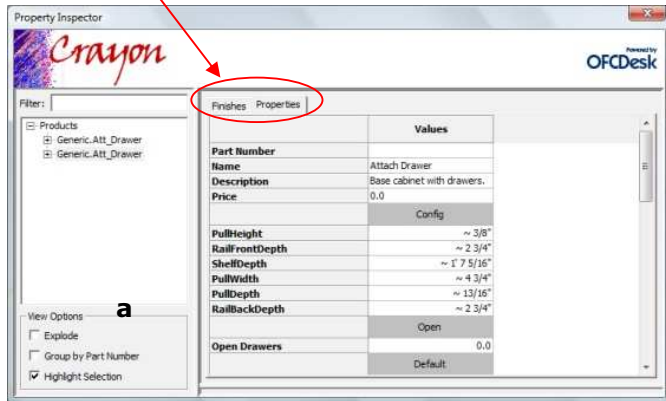 Property Inspector
Crayon
Powered by
OFCDesk
Filter:
Products
Generic.Att_Drawer
Generic.Att_Drawer
View Options
a
Explode
Group by Part Number
Highlight Selection
Finishes Properties
Values
Part Number
Name Attach Drawer
Description Base cabinet with drawers.
Price 0.0
Config
PullHeight ~ 3/8"
RailFrontDepth ~ 2 3/4"
ShelfDepth ~ 1' 7 5/16"
PullWidth ~ 4 3/4"
PullDepth ~ 13/16"
RailBackDepth ~ 2 3/4"
Open
Open Drawers 0.0
Default